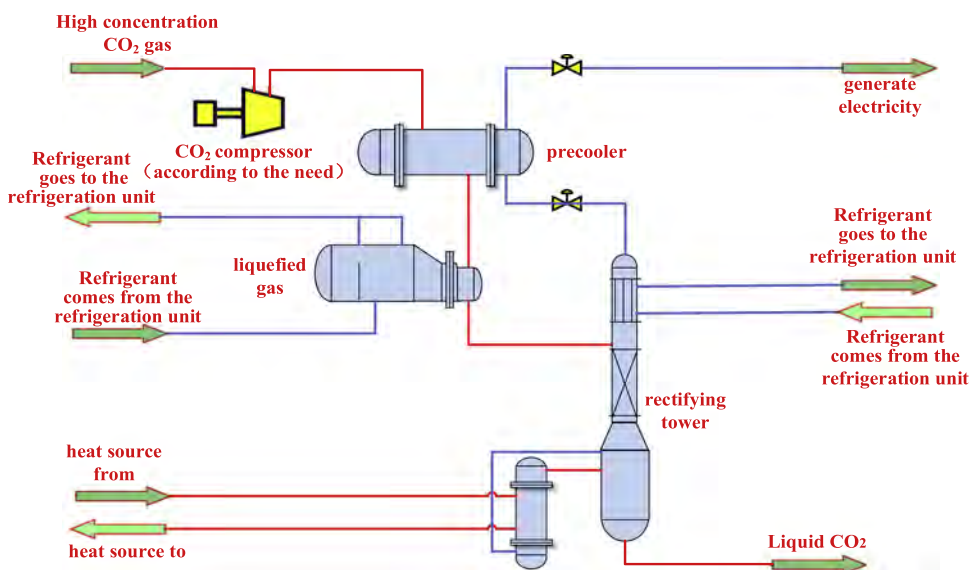 High concentration
CO₂ gas
generate
electricity
CO₂ compressor
（according to the need）
precooler
Refrigerant
goes to the
refrigeration unit
Refrigerant
goes to the
refrigeration unit
liquefied
gas
Refrigerant
comes from the
refrigeration unit
Refrigerant
comes from the
refrigeration unit
rectifying
tower
heat source
from
heat source to
Liquid CO₂